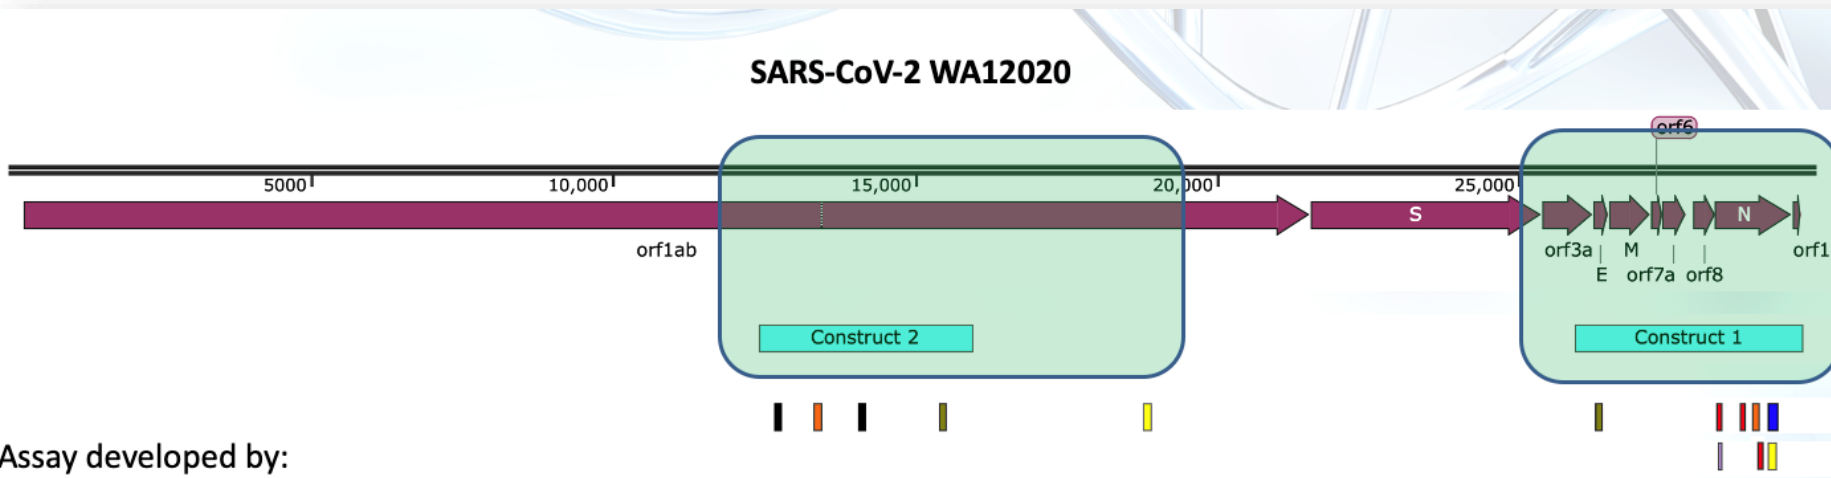 SARS-CoV-2 WA12020
orf6
5000 10,000 15,000 20,000 25,000
S N
orf1ab orf3a M orf1
E orf7a orf8
Construct 2 Construct 1
Assay developed by: